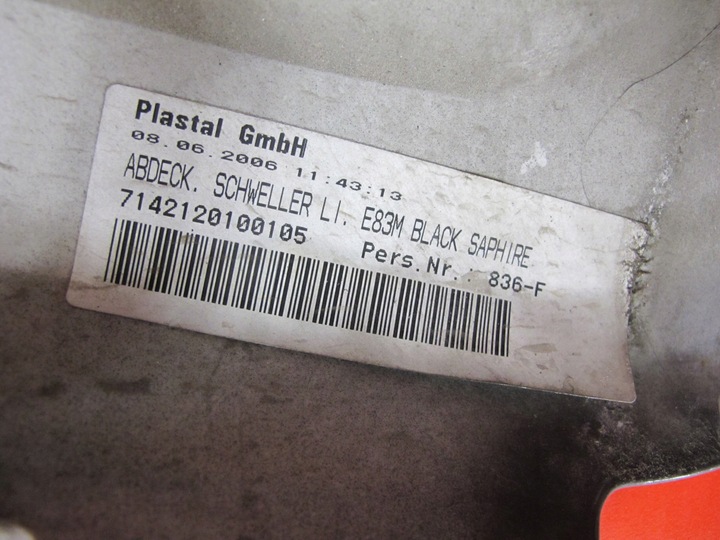 Plastal GmbH
08.06.2006 11:43:13
ABDECK. SCHWELLER LI. E83M BLACK SAPHIRE
7142120100105 Pers.Nr.: 836-F